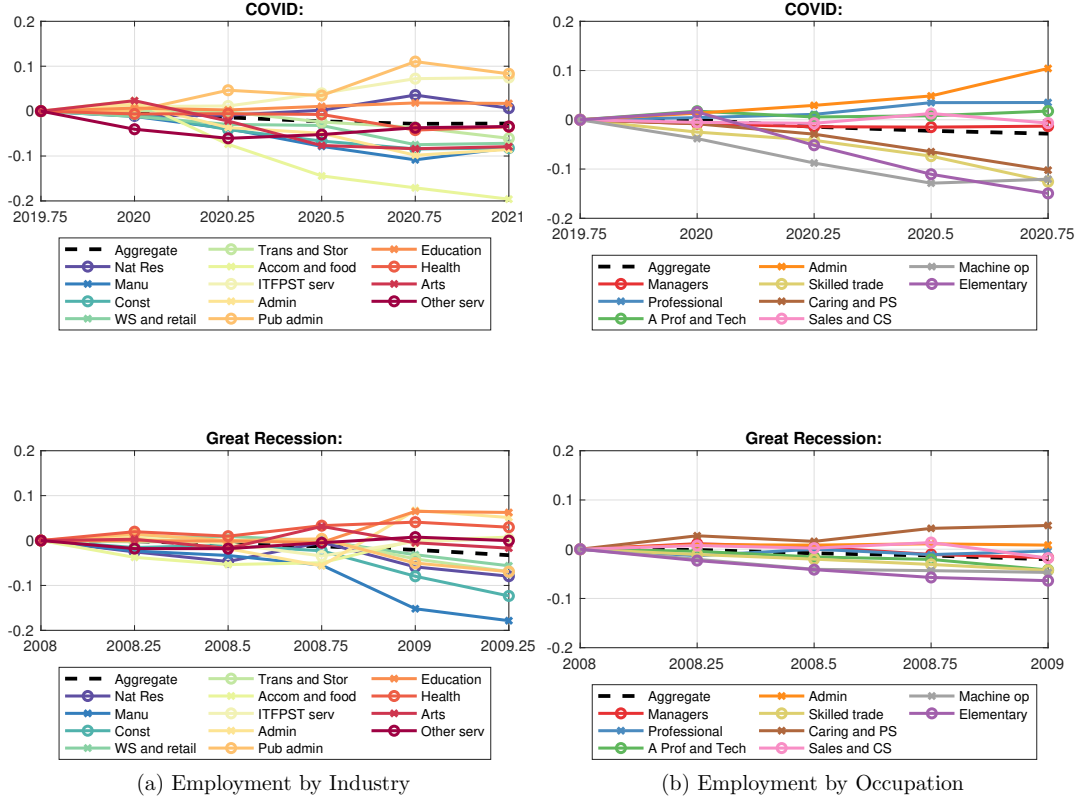 COVID:
0.2
0.1
0
-0.1
-0.2
2019.75 2020 2020.25 2020.5 2020.75 2021
Aggregate Trans and Stor Education
Nat Res Accom and food Health
Manu ITFPST serv Arts
Const Admin Other serv
WS and retail Pub admin
COVID:
0.2
0.1
0
-0.1
-0.2
2019.75 2020 2020.25 2020.5 2020.75
Aggregate Admin Machine op
Managers Skilled trade Elementary
Professional Caring and PS
A Prof and Tech Sales and CS
Great Recession:
0.2
0.1
0
-0.1
-0.2
2008 2008.25 2008.5 2008.75 2009 2009.25
Aggregate Trans and Stor Education
Nat Res Accom and food Health
Manu ITFPST serv Arts
Const Admin Other serv
WS and retail Pub admin
Great Recession:
0.2
0.1
0
-0.1
-0.2
2008 2008.25 2008.5 2008.75 2009
Aggregate Admin Machine op
Managers Skilled trade Elementary
Professional Caring and PS
A Prof and Tech Sales and CS
(a) Employment by Industry
(b) Employment by Occupation